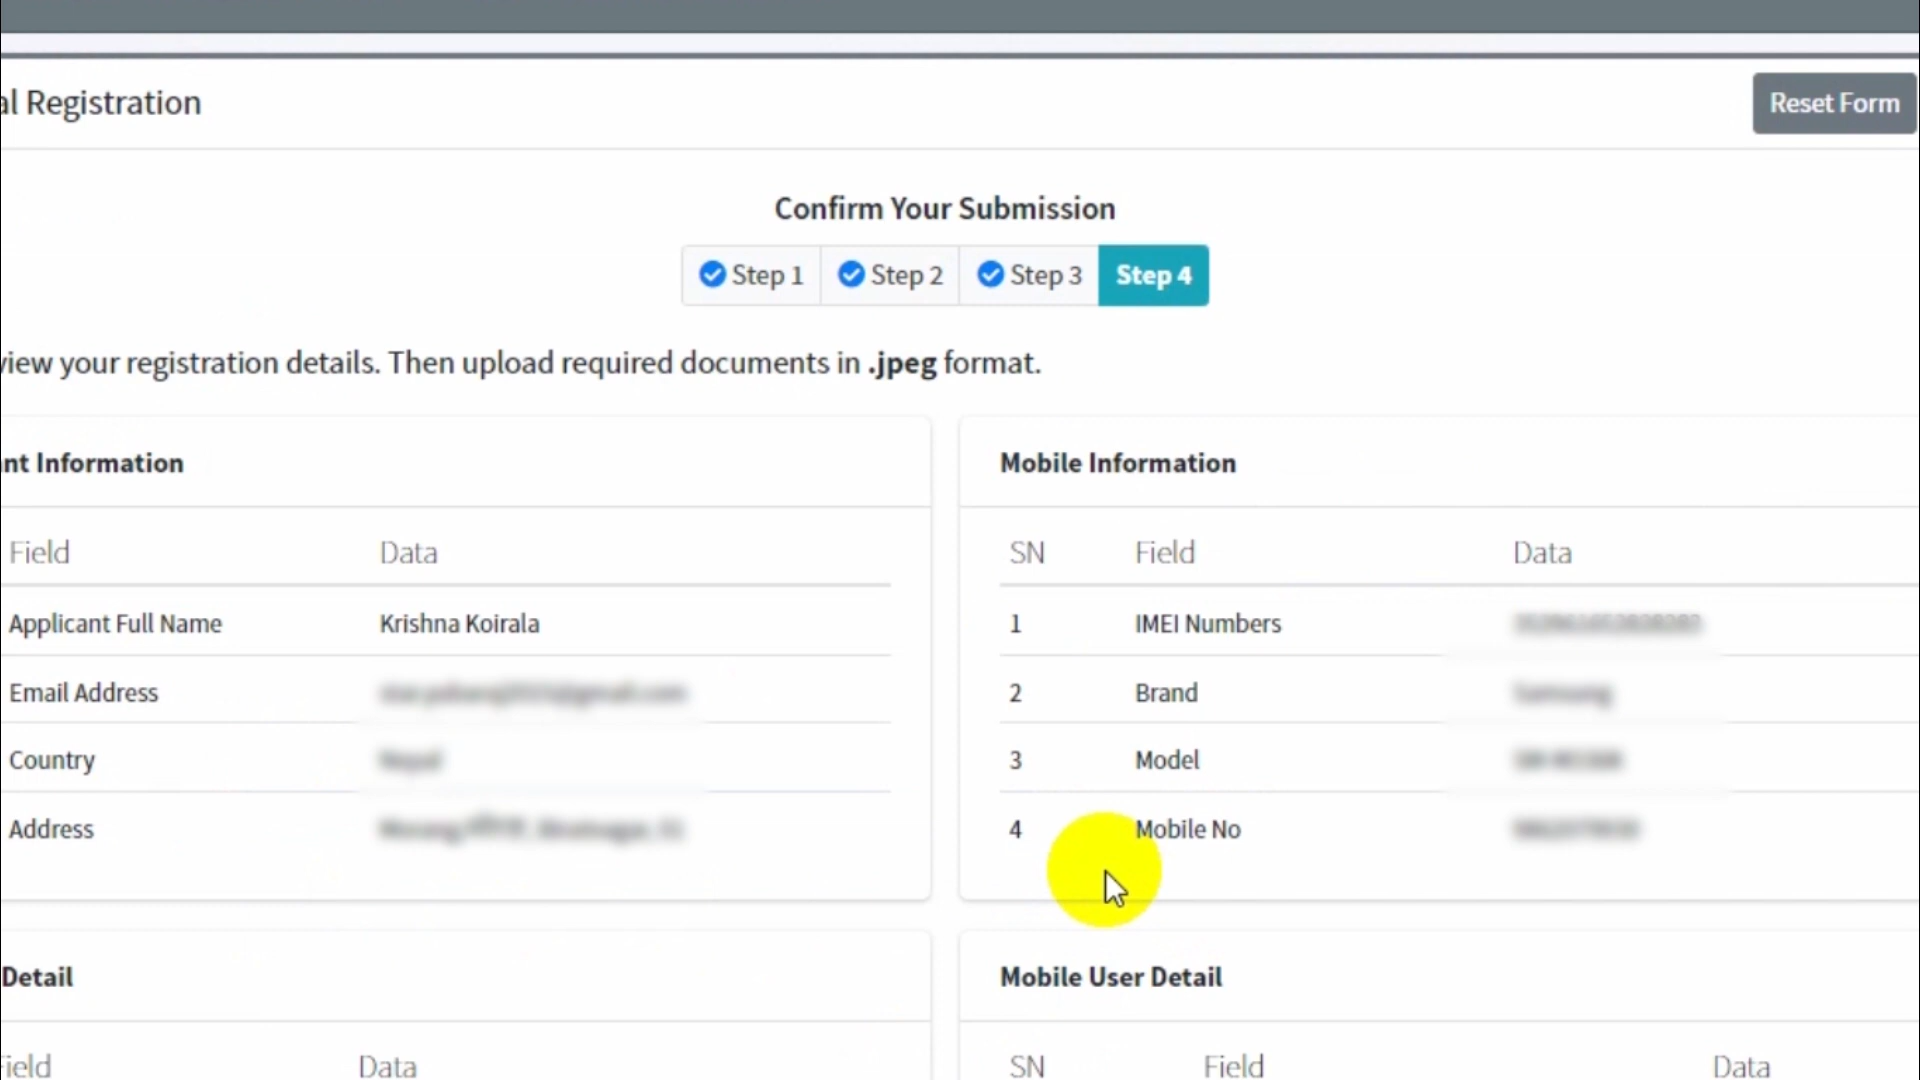 al Registration
Reset Form
Confirm Your Submission
Step 1 Step 2 Step 3 Step 4
view your registration details. Then upload required documents in .jpeg format.
nt Information
Field Data
Applicant Full Name Krishna Koirala
Email Address
Country
Address
Mobile Information
SN Field Data
1 IMEI Numbers
2 Brand
3 Model
4 Mobile No
Detail
Field Data
Mobile User Detail
SN Field Data